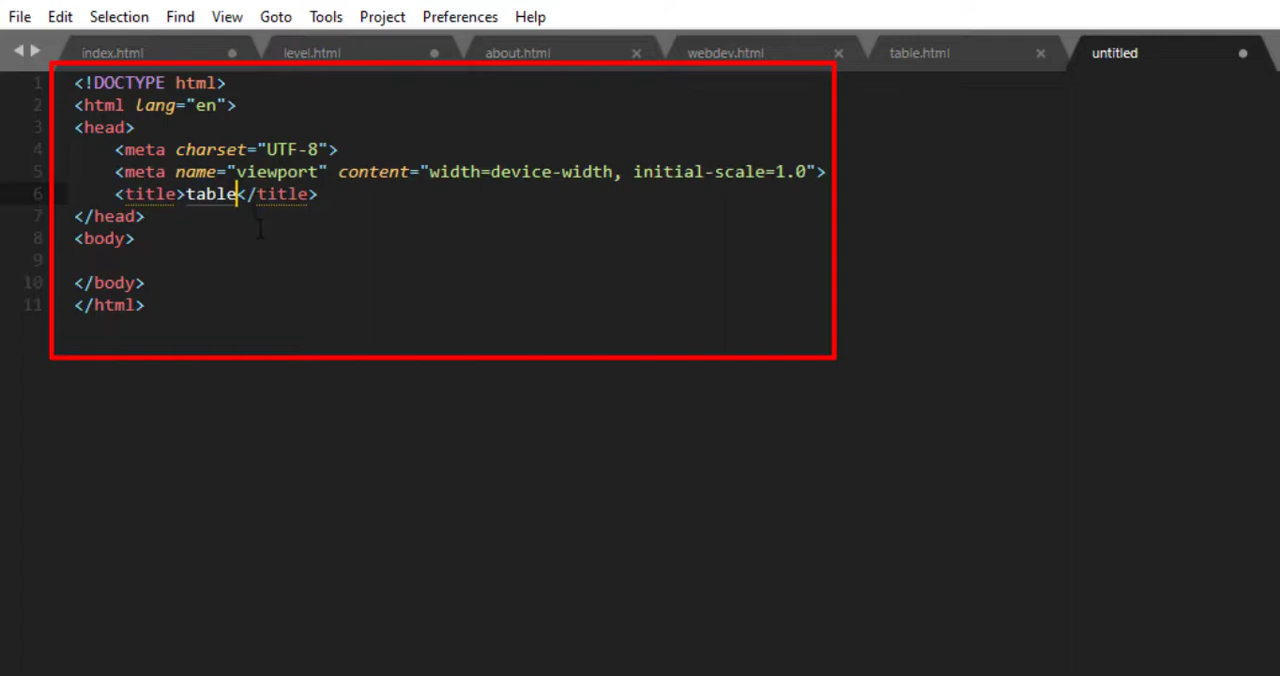 File Edit Selection Find View Goto Tools Project Preferences Help
index.html level.html about.html webdev.html table.html untitled
1 <!DOCTYPE html>
2 <html lang="en">
3 <head>
4 <meta charset="UTF-8">
5 <meta name="viewport" content="width=device-width, initial-scale=1.0">
6 <title>table</title>
7 </head>
8 <body>
9
10 </body>
11 </html>